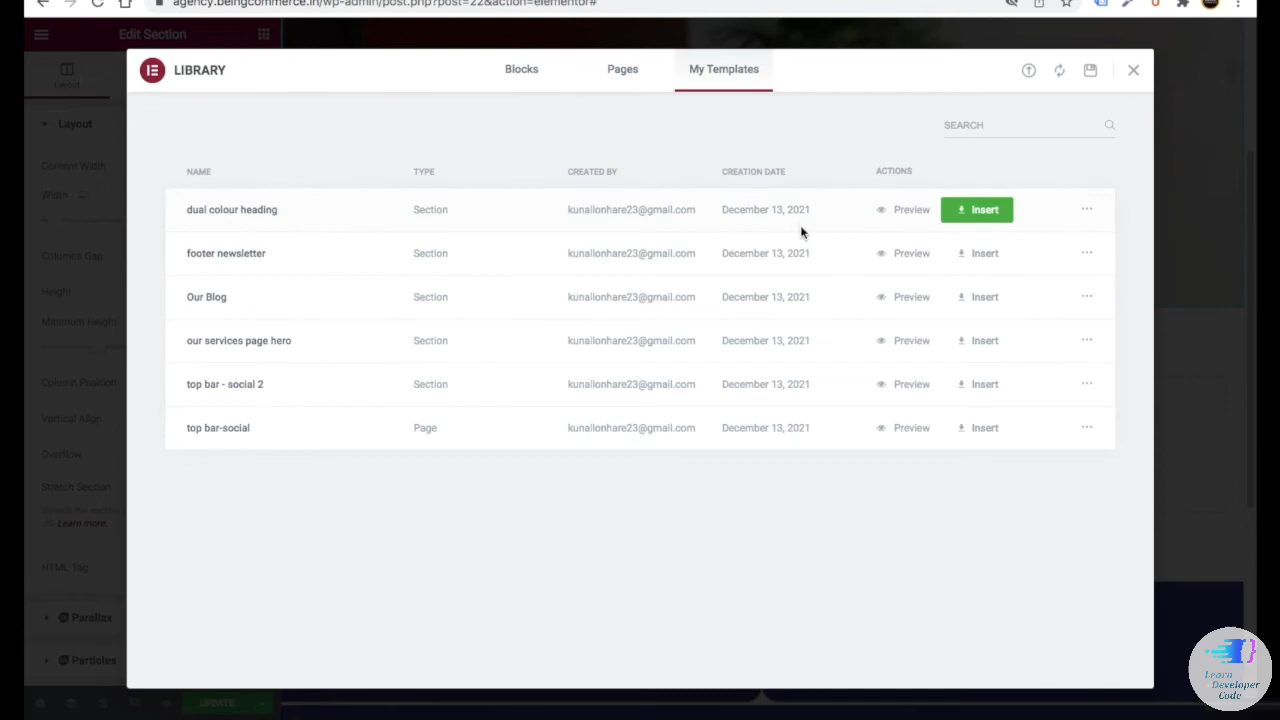 agency.beingcommerce.in/wp-admin/post.php?post=22&action=elementor#
Edit Section
LIBRARY
Blocks
Pages
My Templates
Layout
SEARCH
Layout
Content Width
Width
Columns Gap
Height
Minimum Height
Column Position
Vertical Align
Overflow
Stretch Section
Learn more.
HTML Tag
Parallax
Particles
UPDATE
NAME TYPE CREATED BY CREATION DATE ACTIONS
dual colour heading Section kunallonhare23@gmail.com December 13, 2021 Preview Insert
footer newsletter Section kunallonhare23@gmail.com December 13, 2021 Preview Insert
Our Blog Section kunallonhare23@gmail.com December 13, 2021 Preview Insert
our services page hero Section kunallonhare23@gmail.com December 13, 2021 Preview Insert
top bar - social 2 Section kunallonhare23@gmail.com December 13, 2021 Preview Insert
top bar-social Page kunallonhare23@gmail.com December 13, 2021 Preview Insert
Learn
Developer
Code